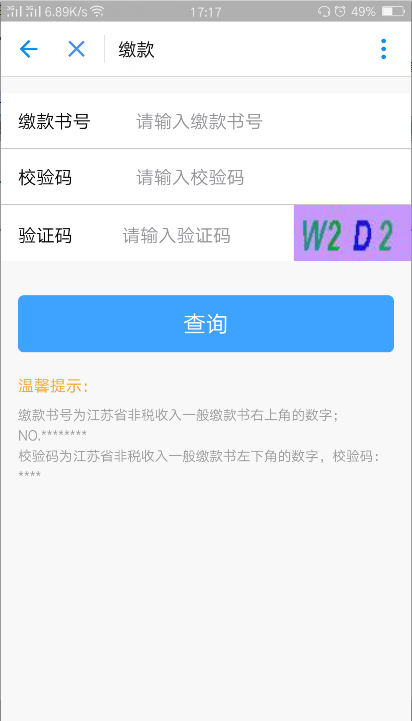 3G 3G 6.89K/s 17:17 49%
缴款
缴款书号 请输入缴款书号
校验码 请输入校验码
验证码 请输入验证码 W2D2
查询
温馨提示：
缴款书号为江苏省非税收入一般缴款书右上角的数字；
NO.********
校验码为江苏省非税收入一般缴款书左下角的数字，校验码：
****